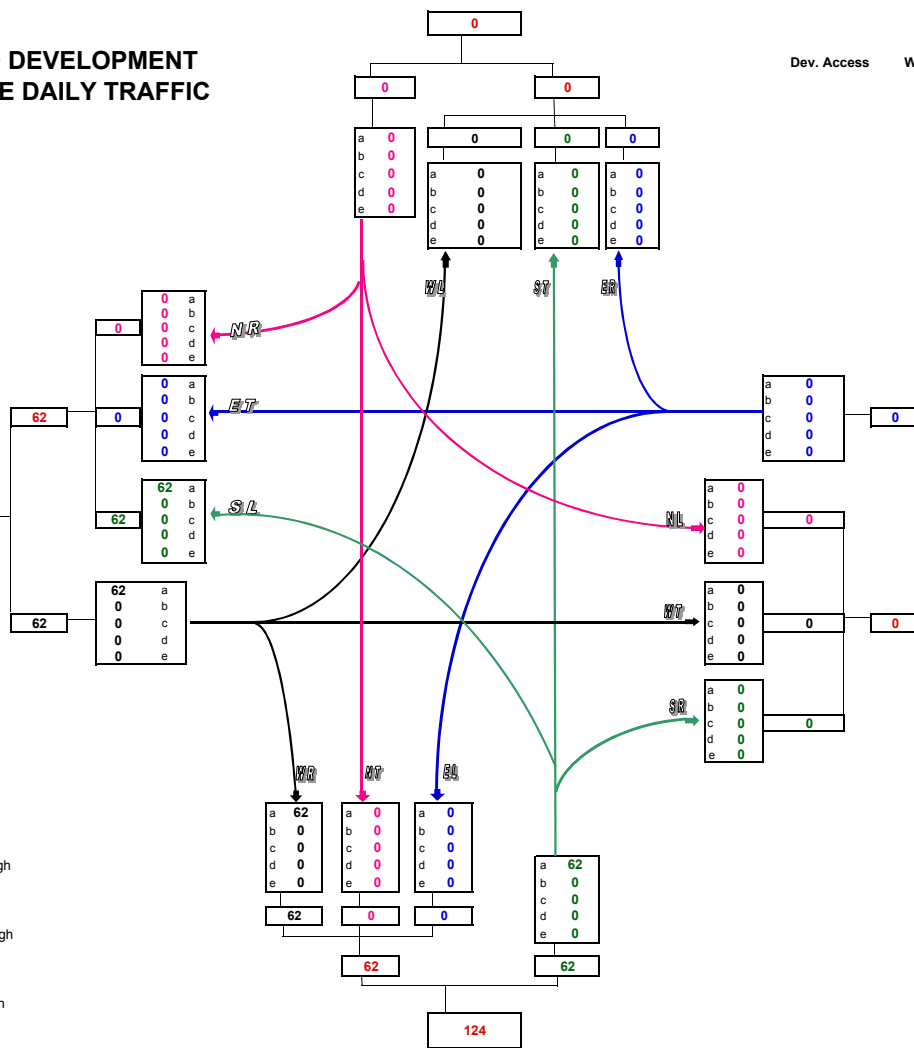 0
DEVELOPMENT
E DAILY TRAFFIC
Dev. Access W
0 0
0 0 0
a 0
b 0
c 0
d 0
e 0
a 0
b 0
c 0
d 0
e 0
a 0
b 0
c 0
d 0
e 0
a 0
b 0
c 0
d 0
e 0
WL ST ER
0
0 a
0 b
0 c
0 d
0 e
NR
62
0
0 a
0 b
0 c
0 d
0 e
ET
a 0
b 0
c 0
d 0
e 0
0
62
62 a
0 b
0 c
0 d
0 e
SL
NL
a 0
b 0
c 0
d 0
e 0
0
62
62 a
0 b
0 c
0 d
0 e
WT
a 0
b 0
c 0
d 0
e 0
0
0
SR
a 0
b 0
c 0
d 0
e 0
0
WR NT EL
a 62
b 0
c 0
d 0
e 0
a 0
b 0
c 0
d 0
e 0
a 0
b 0
c 0
d 0
e 0
a 62
b 0
c 0
d 0
e 0
gh
gh
h
62 0 0
62 62
124